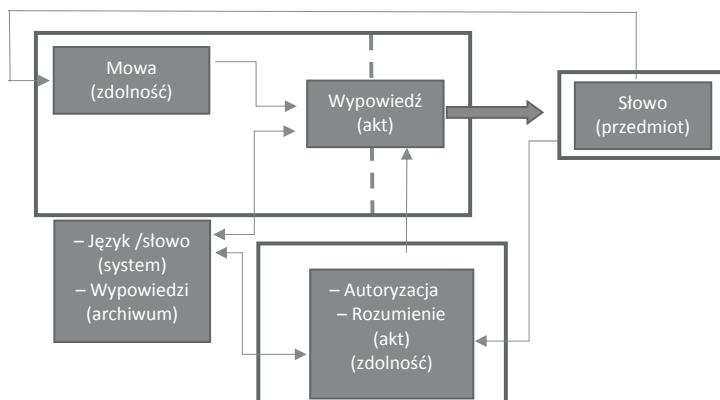 Mowa
(zdolność)
Wypowiedź
(akt)
Słowo
(przedmiot)
– Język /słowo
(system)
– Wypowiedzi
(archiwum)
– Autoryzacja
– Rozumienie
(akt)
(zdolność)